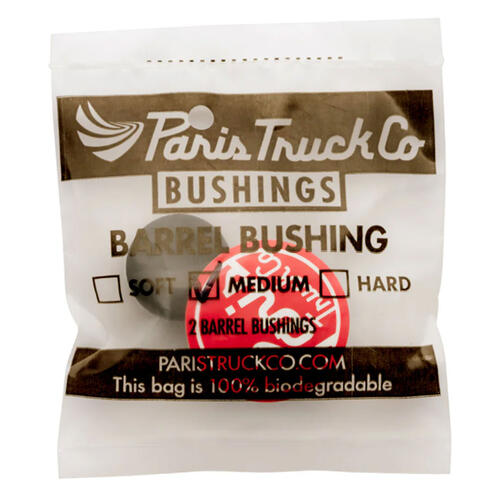 Paris Truck Co
BUSHINGS
BARREL BUSHING
SOFT MEDIUM HARD
2 BARREL BUSHINGS
PARISTRUCKCO.COM
This bag is 100% biodegradable